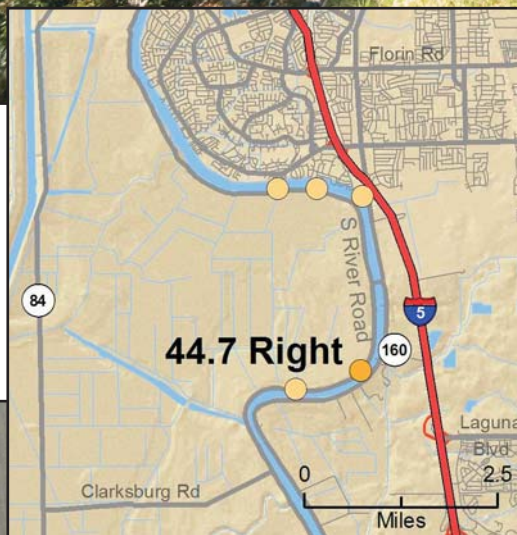 Florin Rd
S River Road
84
5
160
44.7 Right
Laguna
Blvd
0 2.5
Miles
Clarksburg Rd